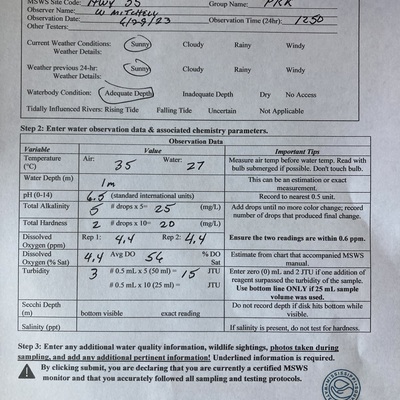 MSWS Site Code: HWY 35 Group Name: PRK
Observer Name: W MITCHELL
Observation Date: 6/28/23 Observation Time (24hr): 1250
Other Testers:
Current Weather Conditions: Sunny Cloudy Rainy Windy
Weather Details:
Weather previous 24-hr: Sunny Cloudy Rainy Windy
Weather Details:
Waterbody Condition: Adequate Depth Inadequate Depth Dry No Access
Tidally Influenced Rivers: Rising Tide Falling Tide Uncertain Not Applicable
Step 2: Enter water observation data & associated chemistry parameters.
Observation Data
Variable Value Important Tips
Temperature (°C) Air: 35 Water: 27 Measure air temp before water temp. Read with bulb submerged if possible. Don't touch bulb.
Water Depth (m) 1m This can be an estimation or exact measurement.
pH (0-14) 6.5 (standard international units) Record to nearest 0.5 unit.
Total Alkalinity 5 # drops x 5= 25 (mg/L) Add drops until no more color change; record number of drops that produced final change.
Total Hardness 2 # drops x 10= 20 (mg/L)
Dissolved Oxygen (ppm) Rep 1: 4.4 Rep 2: 4.4 Ensure the two readings are within 0.6 ppm.
Dissolved Oxygen (% Sat) 4.4 Avg DO 56 % DO Sat Estimate from chart that accompanied MSWS manual.
Turbidity 3 # 0.5 mL x 5 (50 ml) = 15 JTU Enter zero (0) mL and 2 JTU if one addition of reagent surpassed the turbidity of the sample.
# 0.5 mL x 10 (25 ml) = JTU Use bottom line ONLY if 25 mL sample volume was used.
Secchi Depth (m) bottom visible exact reading Do not record depth if disk hits bottom while visible.
Salinity (ppt) If salinity is present, do not test for hardness.
Step 3: Enter any additional water quality information, wildlife sightings, photos taken during
sampling, and add any additional pertinent information! Underlined information is required.
By clicking submit, you are declaring that you are currently a certified MSWS
monitor and that you accurately followed all sampling and testing protocols.